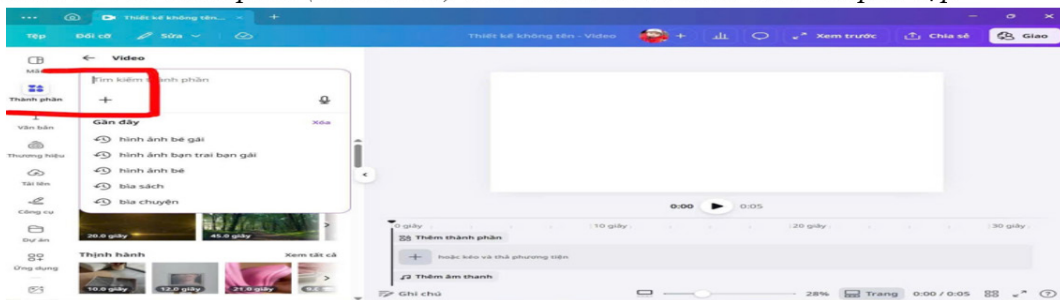 Thiết kế không tên...
Tệp
Đổi cỡ
Sửa
Thiết kế không tên - Video
Xem trước
Chia sẻ
Giao
Video
Tìm kiếm thành phần
Thành phần
Gần đây
Xóa
Văn bản
hình ảnh bé gái
Thương hiệu
hình ảnh bạn trai bạn gái
hình ảnh bé
Tải lên
bìa sách
bìa chuyện
Công cụ
0:00
0:05
0 giây
10 giây
20 giây
30 giây
20.0 giây
45.0 giây
Thêm thành phần
Dự án
Thịnh hành
Xem tất cả
hoặc kéo và thả phương tiện
Ứng dụng
10.0 giây
12.0 giây
21.0 giây
Thêm âm thanh
Ghi chú
28%
Trang
0:00 / 0:05